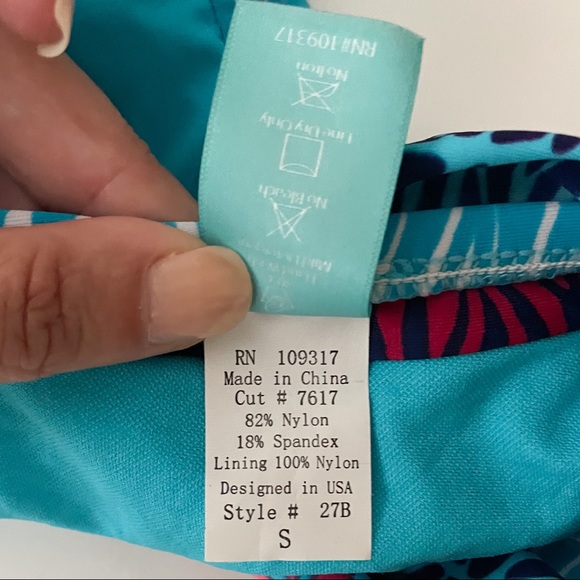 RN# 109317
No Iron
Line Dry Only
No Bleach
RN 109317
Made in China
Cut # 7617
82% Nylon
18% Spandex
Lining 100% Nylon
Designed in USA
Style # 27B
S